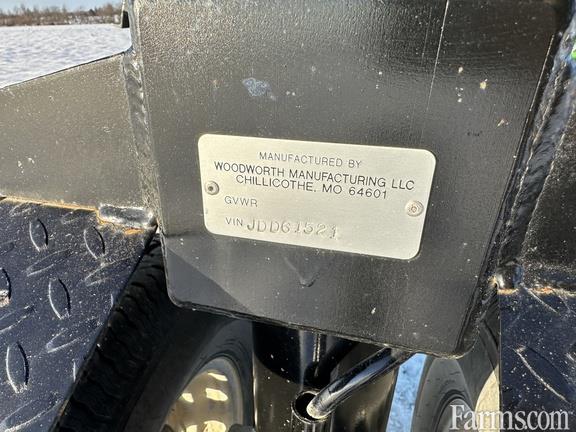 MANUFACTURED BY
WOODWORTH MANUFACTURING LLC
CHILLICOTHE, MO 64601
GVWR
VIN JDD61521
Farms.com